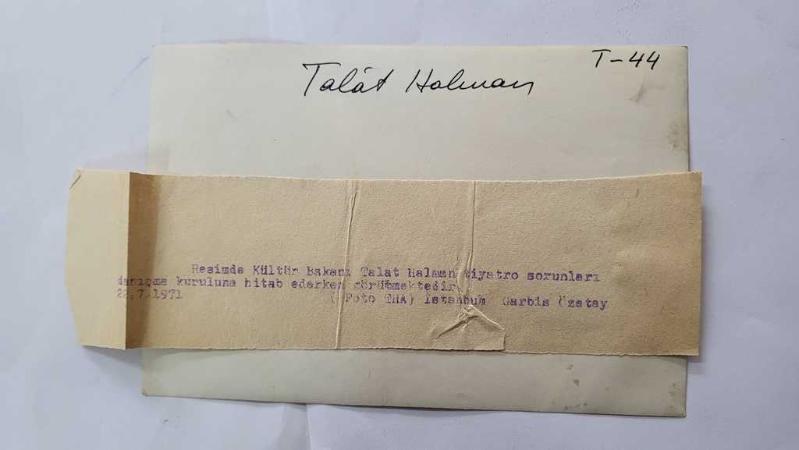 T-44
Talât Halman
Resimde Kültür Bakanı Talat Halaman tiyatro sorunları
danışma kuruluna hitab ederken görülmektedir.
22.7.1971 ( Foto THA) İstanbul Garbis Özatay